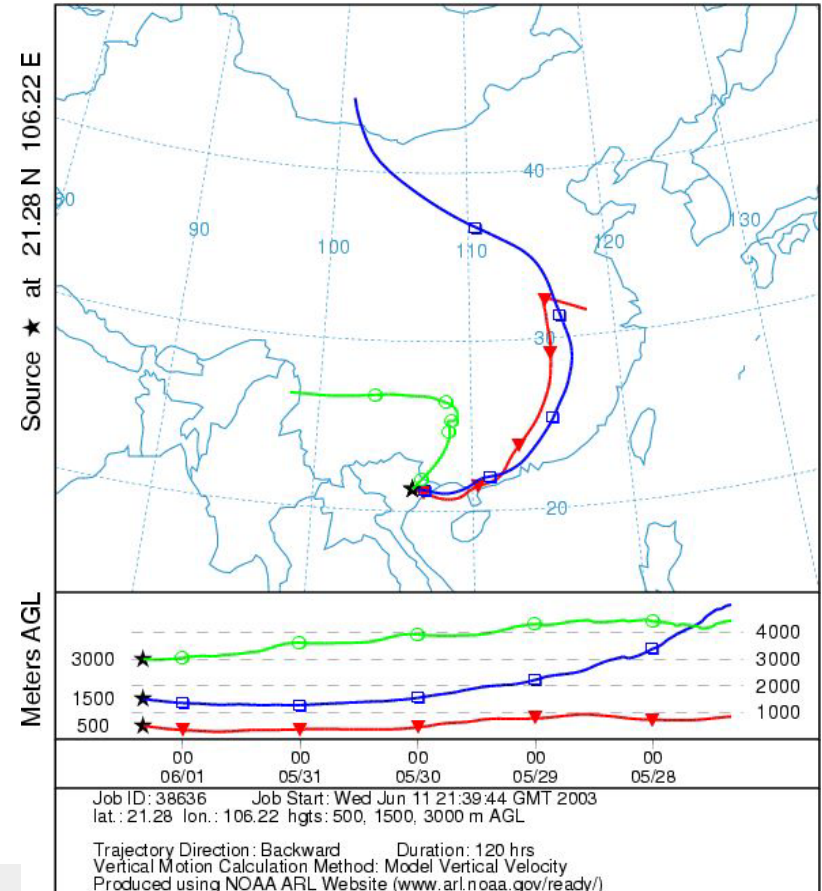 Source ★ at 21.28 N 106.22 E
40
130
90
100
110
120
30
20
Meters AGL
3000
1500
500
4000
3000
2000
1000
00 00 00 00 00
06/01 05/31 05/30 05/29 05/28
Job ID: 38636 Job Start: Wed Jun 11 21:39:44 GMT 2003
lat.: 21.28 lon.: 106.22 hgts: 500, 1500, 3000 m AGL
Trajectory Direction: Backward Duration: 120 hrs
Vertical Motion Calculation Method: Model Vertical Velocity
Produced using NOAA ARL Website (www.arl.noaa.gov/ready/)